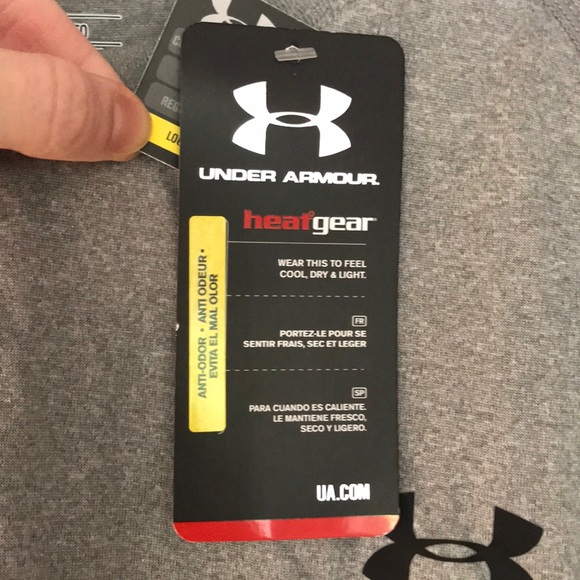 UNDER ARMOUR
heatgear
WEAR THIS TO FEEL
COOL, DRY & LIGHT.
FR
PORTEZ-LE POUR SE
SENTIR FRAIS, SEC ET LEGER
SP
PARA CUANDO ES CALIENTE.
LE MANTIENE FRESCO,
SECO Y LIGERO.
UA.COM
ANTI-ODOR • ANTI ODEUR •
EVITA EL MAL OLOR